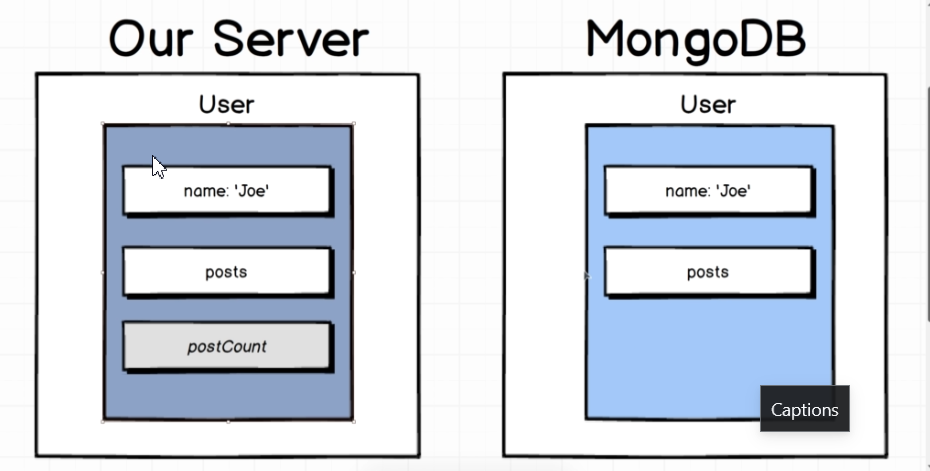 Our Server
User
name: 'Joe'
posts
postCount
MongoDB
User
name: 'Joe'
posts
Captions